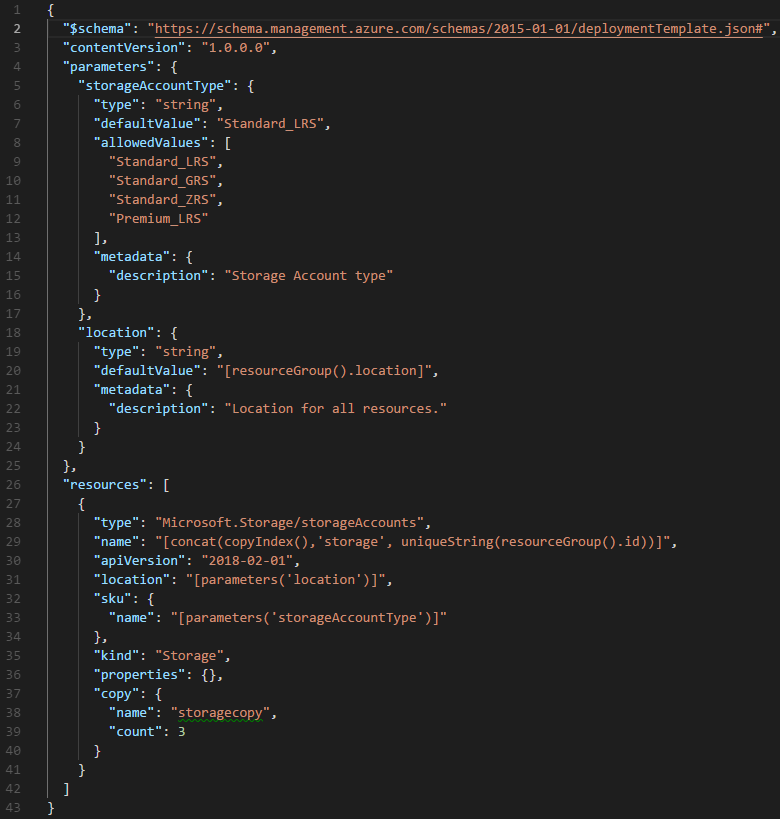 1 {
2   "$schema": "https://schema.management.azure.com/schemas/2015-01-01/deploymentTemplate.json#",
3   "contentVersion": "1.0.0.0",
4   "parameters": {
5     "storageAccountType": {
6       "type": "string",
7       "defaultValue": "Standard_LRS",
8       "allowedValues": [
9         "Standard_LRS",
10         "Standard_GRS",
11         "Standard_ZRS",
12         "Premium_LRS"
13       ],
14       "metadata": {
15         "description": "Storage Account type"
16       }
17     },
18     "location": {
19       "type": "string",
20       "defaultValue": "[resourceGroup().location]",
21       "metadata": {
22         "description": "Location for all resources."
23       }
24     }
25   },
26   "resources": [
27     {
28       "type": "Microsoft.Storage/storageAccounts",
29       "name": "[concat(copyIndex(),'storage', uniqueString(resourceGroup().id))]",
30       "apiVersion": "2018-02-01",
31       "location": "[parameters('location')]",
32       "sku": {
33         "name": "[parameters('storageAccountType')]"
34       },
35       "kind": "Storage",
36       "properties": {},
37       "copy": {
38         "name": "storagecopy",
39         "count": 3
40       }
41     }
42   ]
43 }